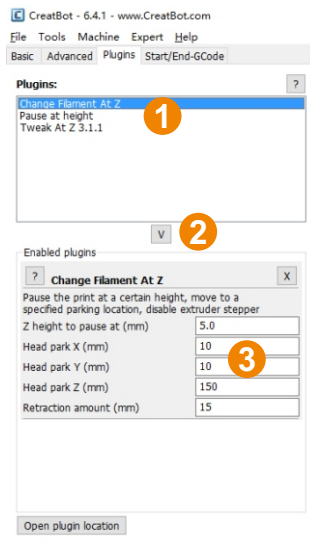 C CreatBot - 6.4.1 - www.CreatBot.com
File Tools Machine Expert Help
Basic Advanced Plugins Start/End-GCode
Plugins: ?
Change Filament At Z
Pause at height
Tweak At Z 3.1.1
1
V 2
Enabled plugins
? Change Filament At Z X
Pause the print at a certain height, move to a
specified parking location, disable extruder stepper
Z height to pause at (mm) 5.0
Head park X (mm) 10
Head park Y (mm) 10
3
Head park Z (mm) 150
Retraction amount (mm) 15
Open plugin location